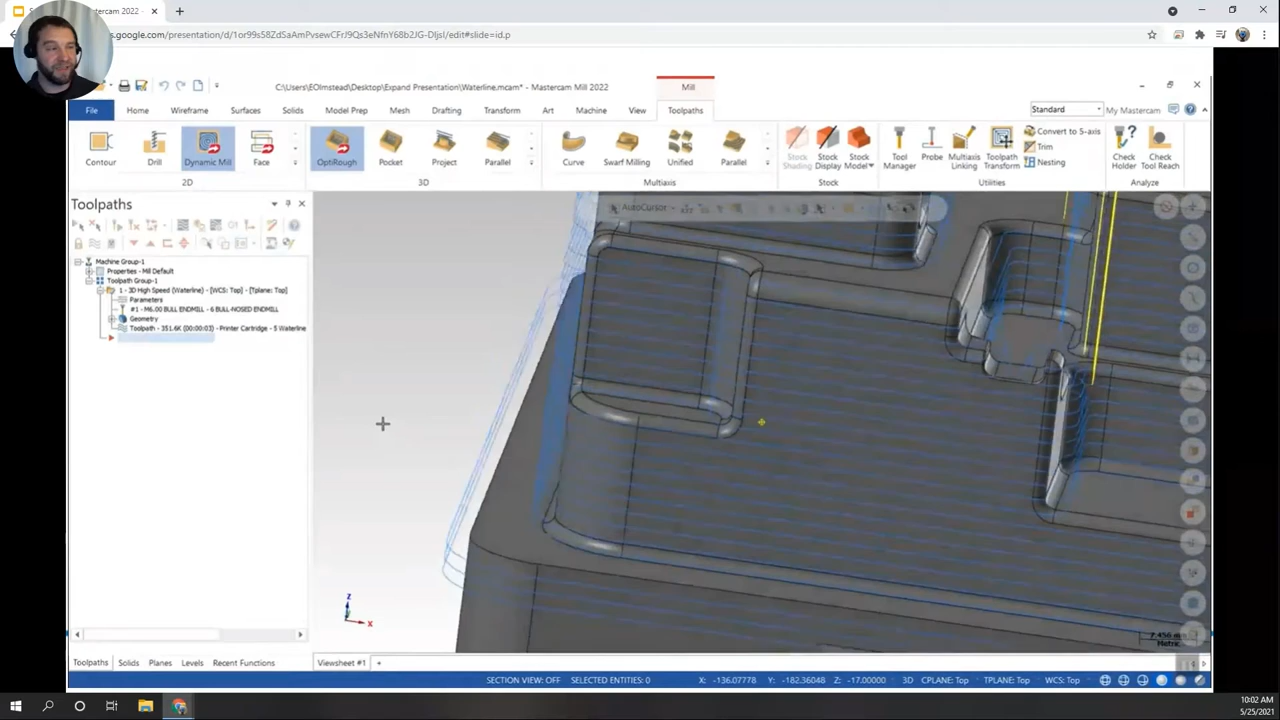 Mastercam 2022 -
.google.com/presentation/d/1or99s58ZdSaAmPvsewCFrJ9Qs3eNfnY68b2JG-DljsI/edit#slide=id.p
C:\Users\EOlmstead\Desktop\Expand Presentation\Waterline.mcam* - Mastercam Mill 2022
Mill
File Home Wireframe Surfaces Solids Model Prep Mesh Drafting Transform Art Machine View Toolpaths
Standard My Mastercam
Contour Drill Dynamic Mill Face OptiRough Pocket Project Parallel Curve Swarf Milling Unified Parallel
Stock Shading Stock Display Stock Model Tool Manager Probe Multiaxis Linking Toolpath Transform
Convert to 5-axis
Trim
Nesting
Check Holder Check Tool Reach
2D 3D Multiaxis Stock Utilities Analyze
Toolpaths
AutoCursor
Machine Group-1
Properties - Mill Default
Toolpath Group-1
1 - 3D High Speed (Waterline) - [WCS: Top] - [Tplane: Top]
Parameters
#1 - M6.00 BULL ENDMILL - 6 BULL-NOSED ENDMILL
Geometry
Toolpath - 351.6K (00:00:03) - Printer Cartridge - 5 Waterline
Z
X
7.456 mm
Metric
Toolpaths Solids Planes Levels Recent Functions
Viewsheet #1
SECTION VIEW: OFF SELECTED ENTITIES: 0 X: -136.07778 Y: -182.36048 Z: -17.00000 3D CPLANE: Top TPLANE: Top WCS: Top
10:02 AM
5/25/2021